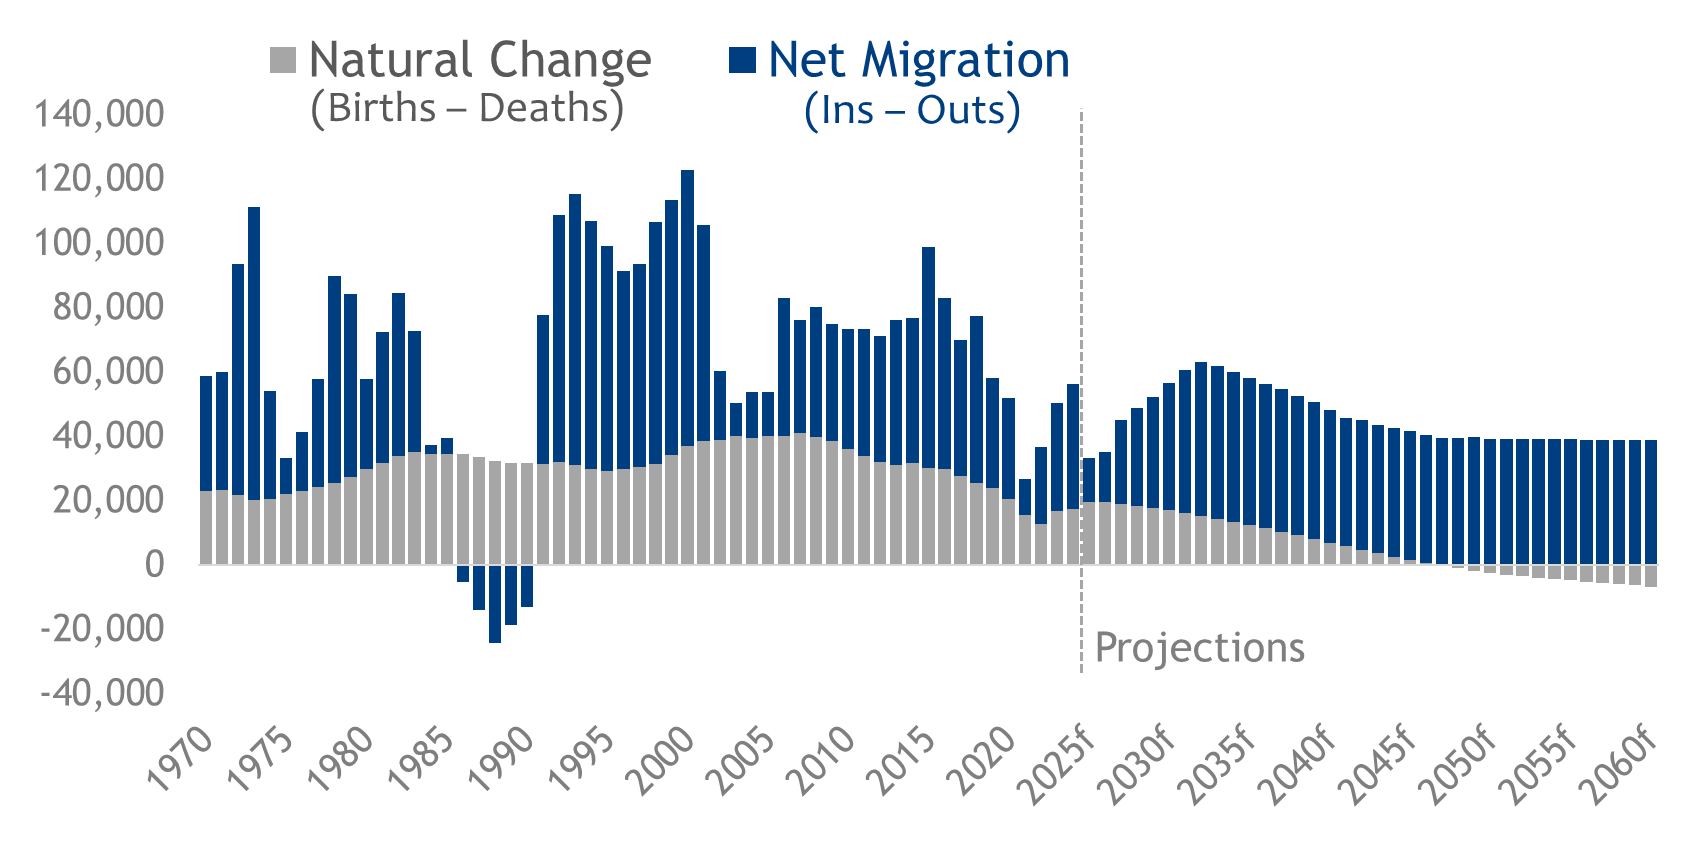 Natural Change
(Births – Deaths)
Net Migration
(Ins – Outs)
140,000
120,000
100,000
80,000
60,000
40,000
20,000
0
-20,000
-40,000
Projections
1970
1975
1980
1985
1990
1995
2000
2005
2010
2015
2020
2025f
2030f
2035f
2040f
2045f
2050f
2055f
2060f